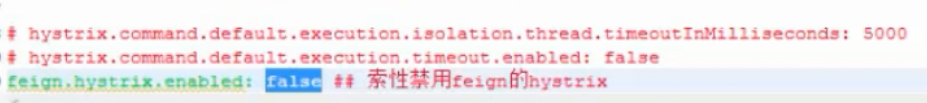 # hystrix.command.default.execution.isolation.thread.timeoutInMilliseconds: 5000
# hystrix.command.default.execution.timeout.enabled: false
feign.hystrix.enabled: false ## 索性禁用feign的hystrix